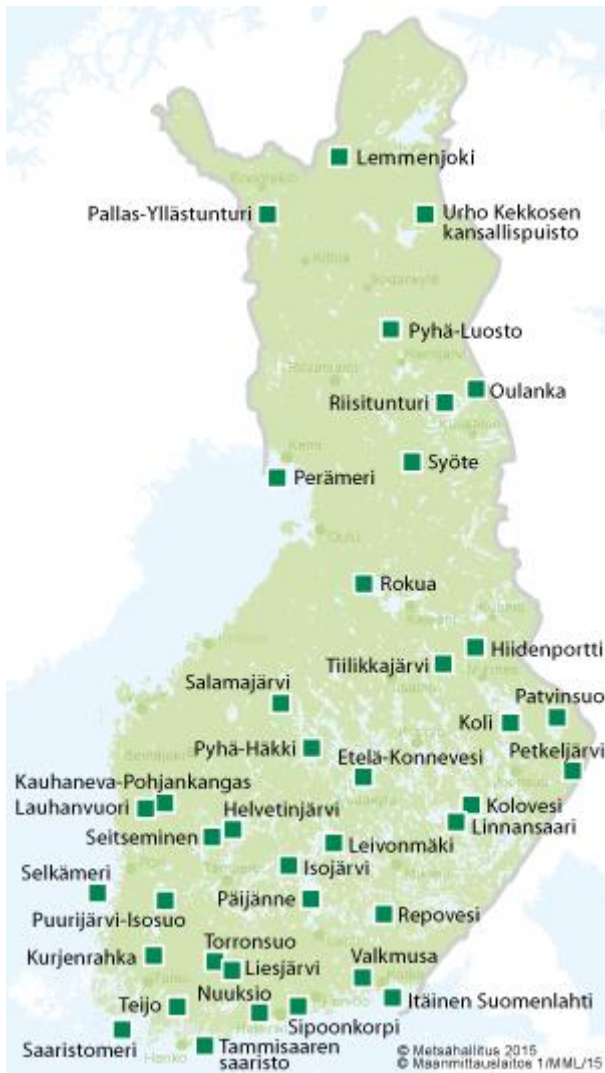 Lemmenjoki
Pallas-Yllästunturi
Urho Kekkosen
kansallispuisto
Pyhä-Luosto
Oulanka
Riisitunturi
Syöte
Perämeri
Rokua
Hiidenportti
Tiilikkajärvi
Salamajärvi
Patvinsuo
Koli
Pyhä-Häkki
Etelä-Konnevesi
Petkeljärvi
Kauhaneva-Pohjankangas
Lauhanvuori
Helvetinjärvi
Kolovesi
Linnansaari
Seitseminen
Leivonmäki
Isojärvi
Selkämeri
Päijänne
Puurijärvi-Isosuo
Repovesi
Kurjenrahka
Torronsuo
Liesjärvi
Valkmusa
Teijo
Nuuksio
Itäinen Suomenlahti
Sipoonkorpi
Saaristomeri
Hanko
Tammisaaren
saaristo
© Metsähallitus 2015
© Maanmittauslaitos 1/MML/15